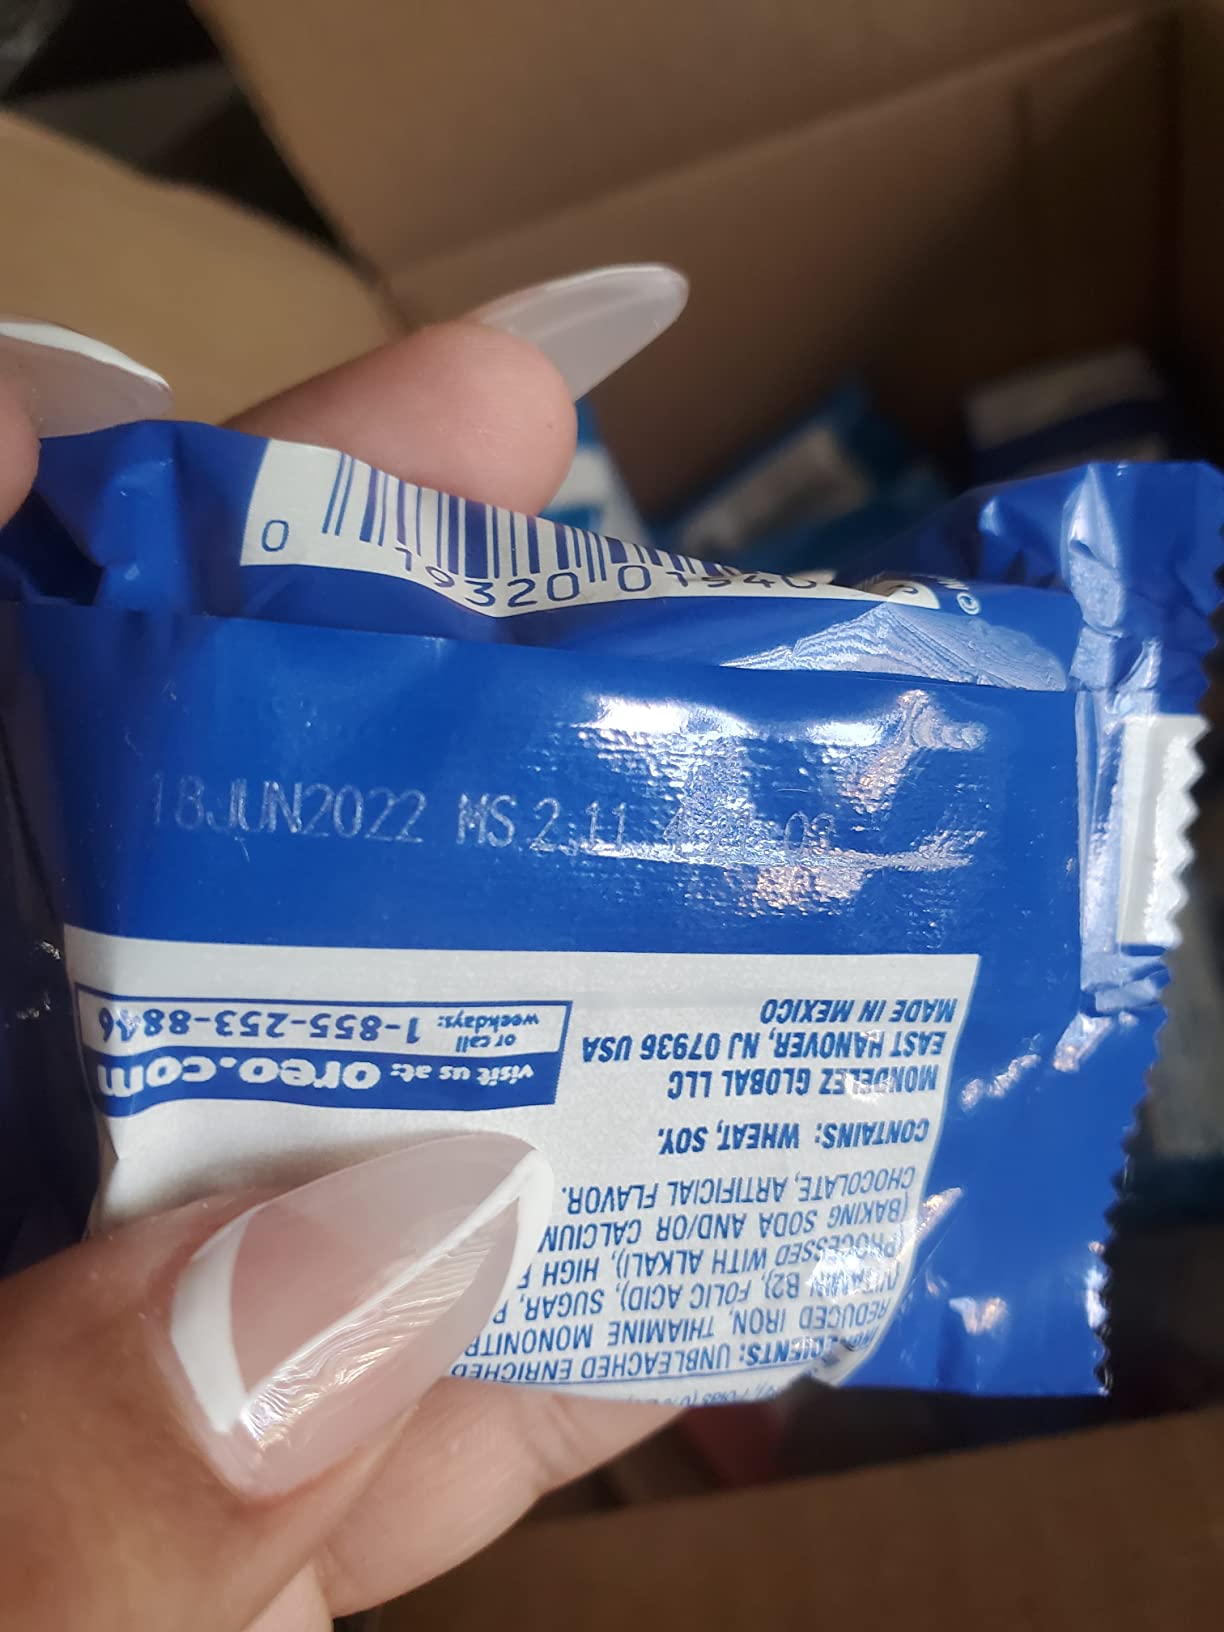 0 19320 01940
18JUN2022 MS 2,11
MADE IN MEXICO
EAST HANOVER, NJ 07936 USA
MONDELEZ GLOBAL LLC
CONTAINS: WHEAT, SOY.
CHOCOLATE, ARTIFICIAL FLAVOR.
(BAKING SODA AND/OR CALCIUM
(PROCESSED WITH ALKALI), HIGH
(VITAMIN B2), FOLIC ACID), SUGAR,
REDUCED IRON, THIAMINE MONONITR
INGREDIENTS: UNBLEACHED ENRICHED
or call
weekdays: 1-855-253-8846
visit us at: oreo.com